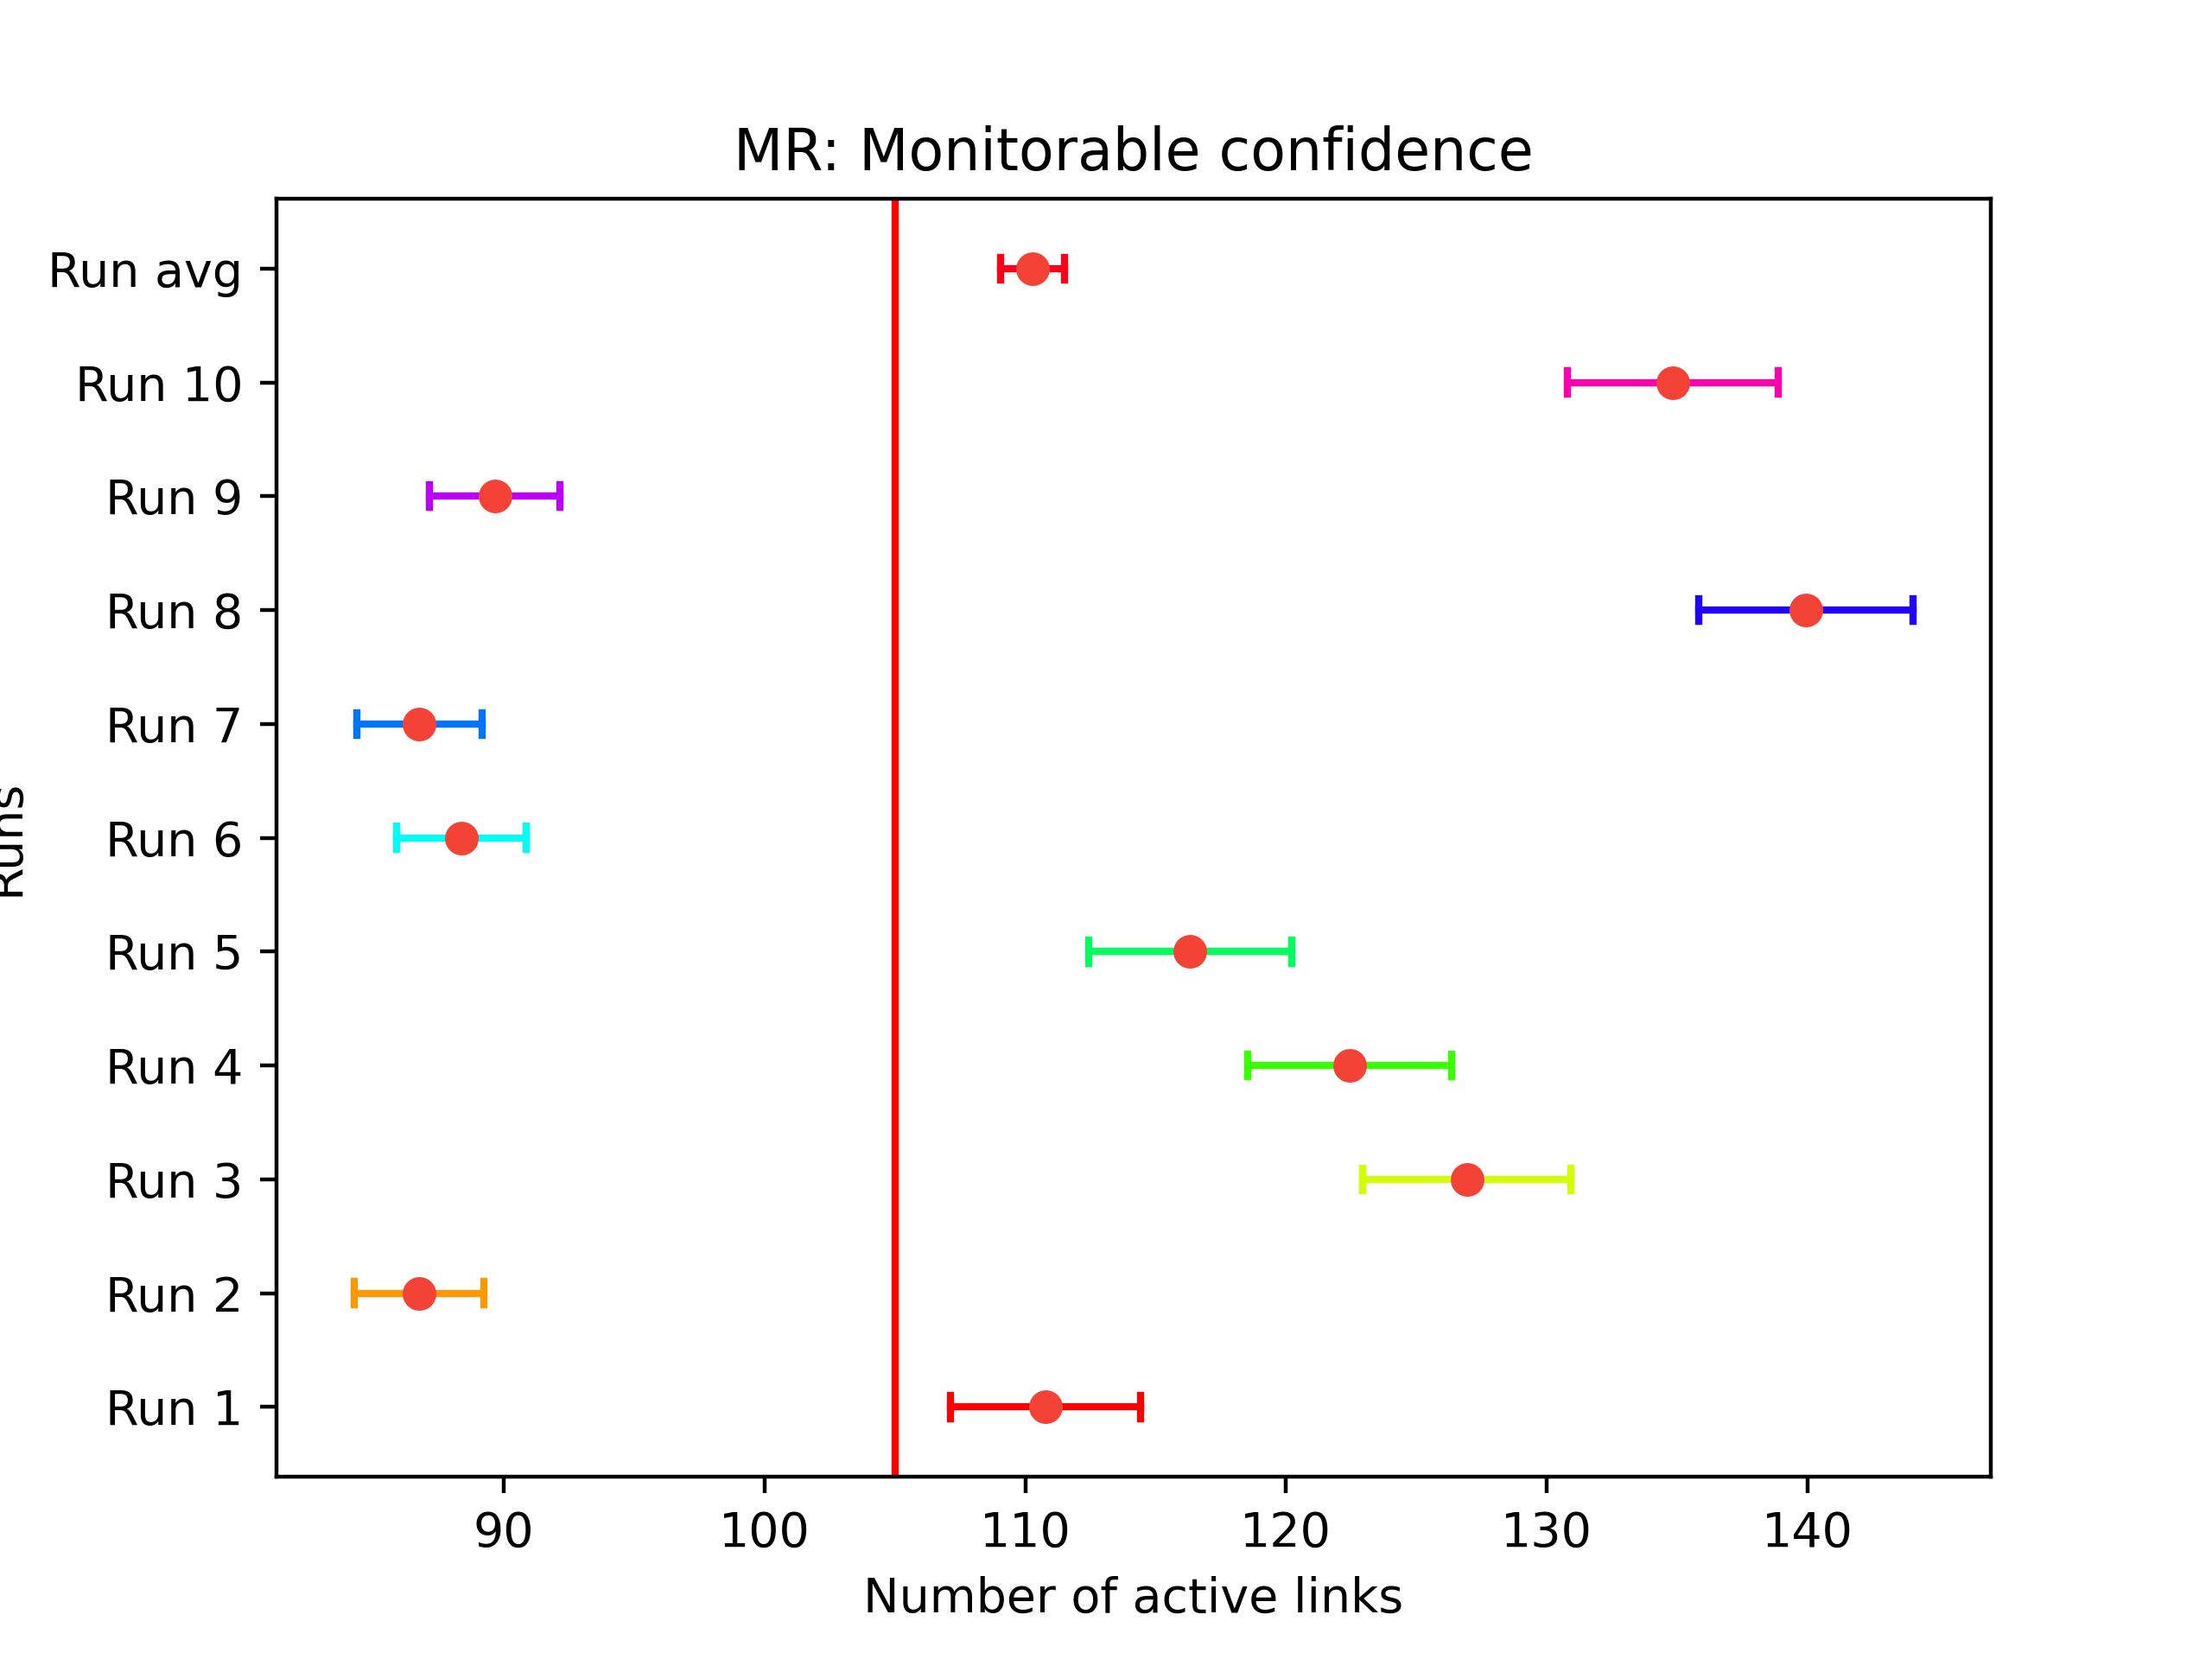 MR: Monitorable confidence
Run avg
Run 10
Run 9
Run 8
Run 7
Run 6
Run 5
Run 4
Run 3
Run 2
Run 1
Runs
90 100 110 120 130 140
Number of active links